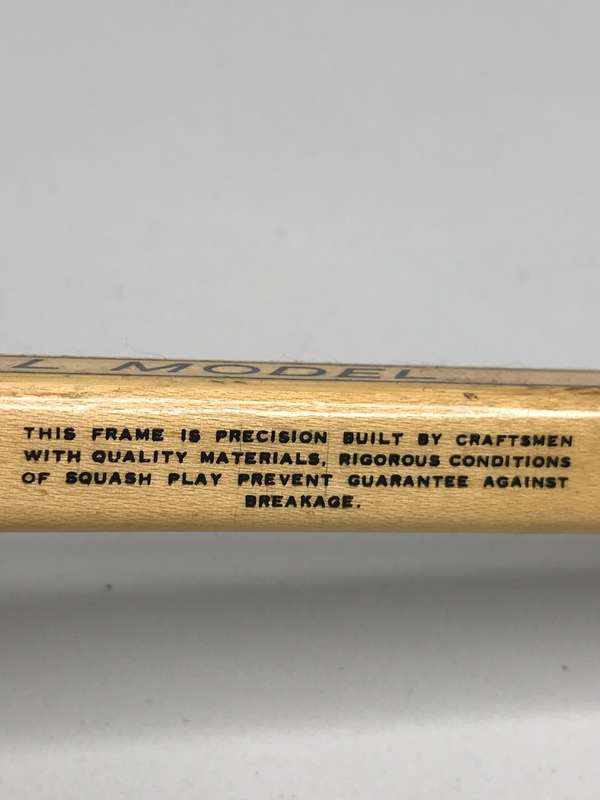 L MODEL
THIS FRAME IS PRECISION BUILT BY CRAFTSMEN
WITH QUALITY MATERIALS, RIGOROUS CONDITIONS
OF SQUASH PLAY PREVENT GUARANTEE AGAINST
BREAKAGE.